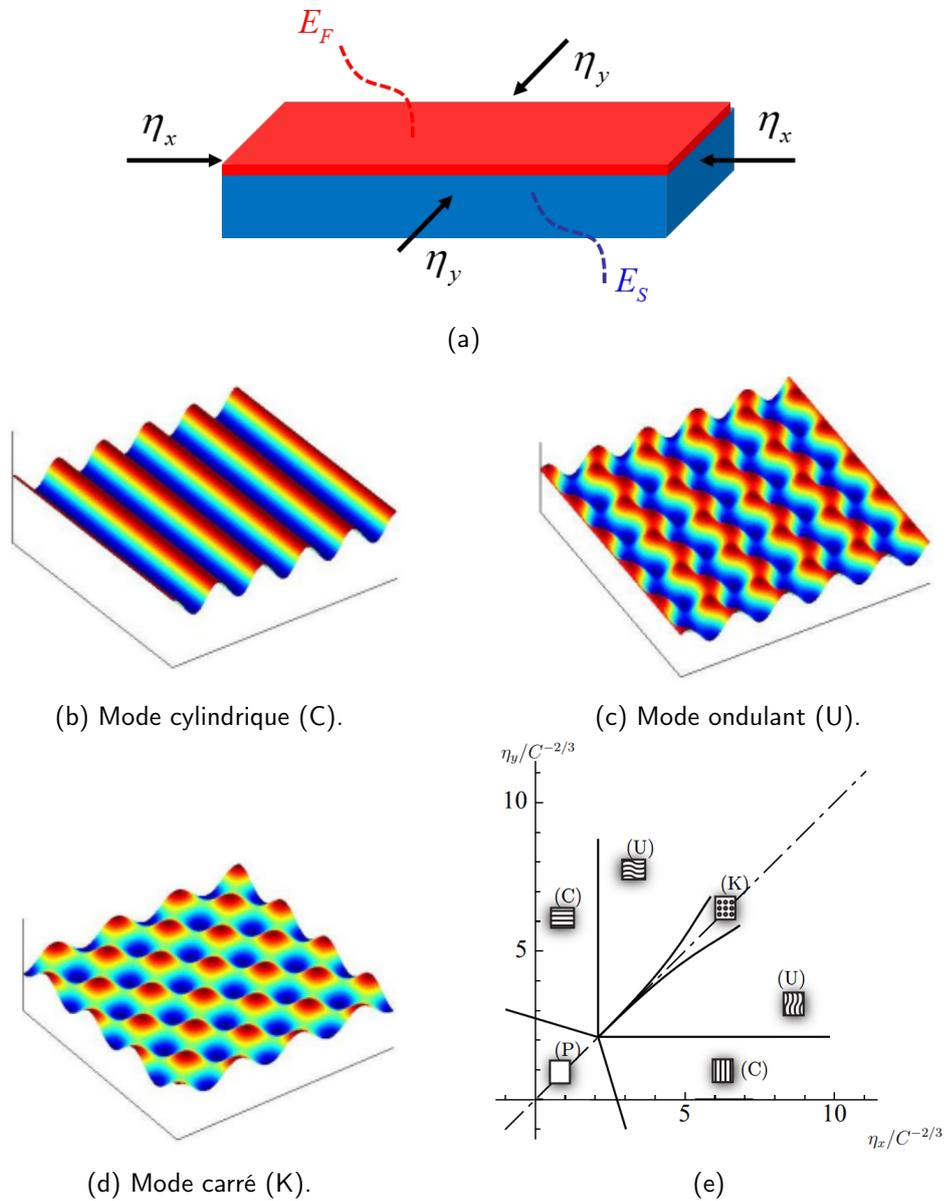 E_F
η_y
η_x
η_x
η_y
E_S
(a)
(b) Mode cylindrique (C).
(c) Mode ondulant (U).
η_y/C^{-2/3}
10
(U)
(K)
(C)
5
(U)
(P)
(C)
5
10
η_x/C^{-2/3}
(d) Mode carré (K).
(e)